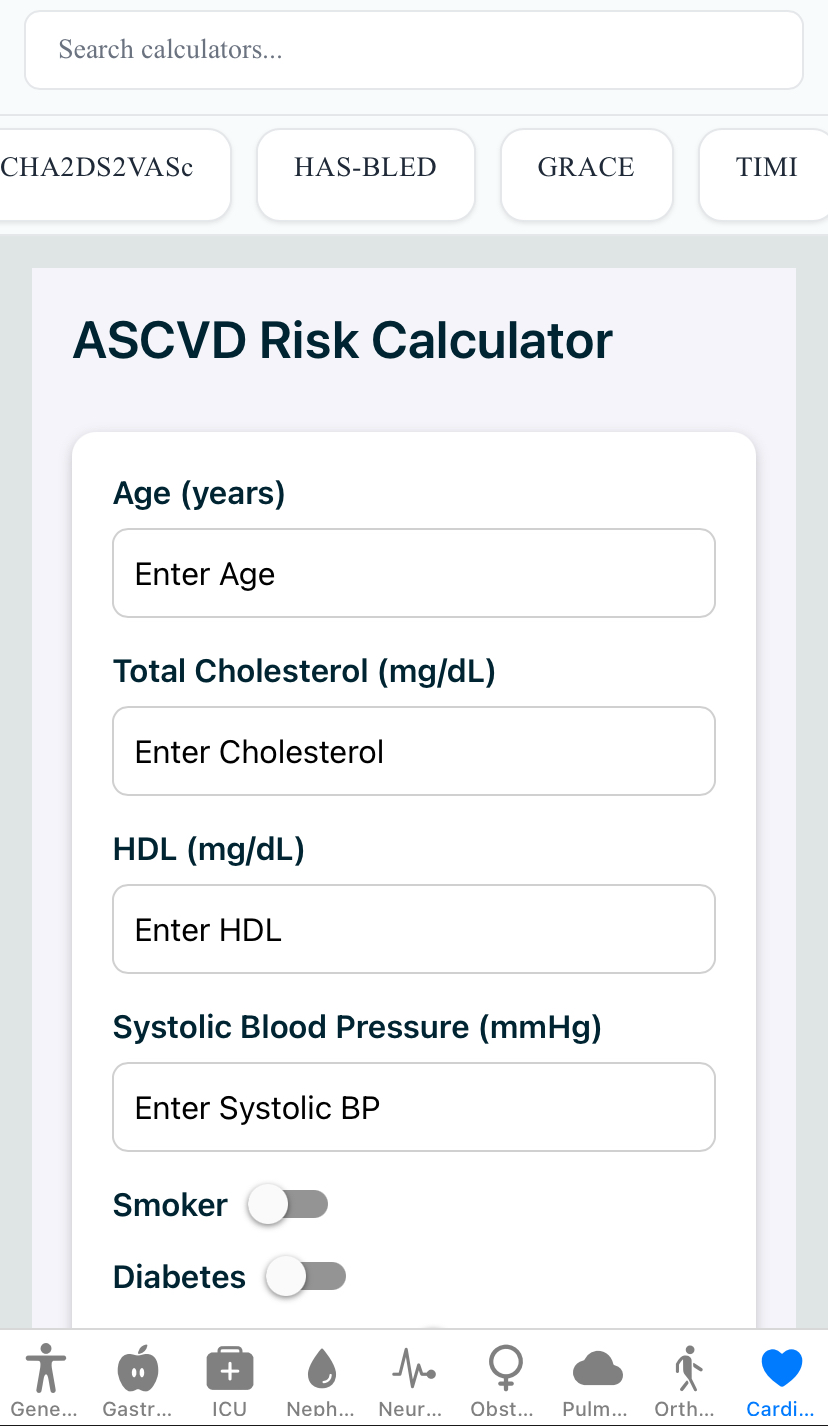 Search calculators...
CHA2DS2VASc
HAS-BLED
GRACE
TIMI
ASCVD Risk Calculator
Age (years)
Enter Age
Total Cholesterol (mg/dL)
Enter Cholesterol
HDL (mg/dL)
Enter HDL
Systolic Blood Pressure (mmHg)
Enter Systolic BP
Smoker
Diabetes
Gene...
Gastr...
ICU
Neph...
Neur...
Obst...
Pulm...
Orth...
Cardi...